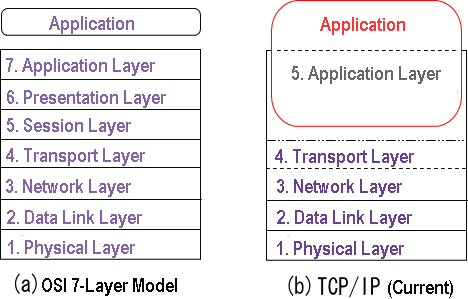 Application
7. Application Layer
6. Presentation Layer
5. Session Layer
4. Transport Layer
3. Network Layer
2. Data Link Layer
1. Physical Layer
(a) OSI 7-Layer Model
Application
5. Application Layer
4. Transport Layer
3. Network Layer
2. Data Link Layer
1. Physical Layer
(b) TCP/IP (Current)